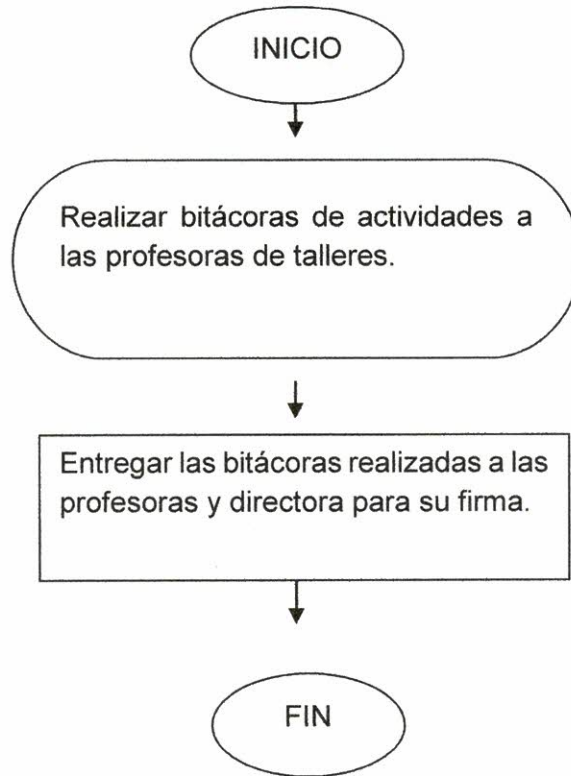 INICIO
Realizar bitácoras de actividades a
las profesoras de talleres.
Entregar las bitácoras realizadas a las
profesoras y directora para su firma.
FIN